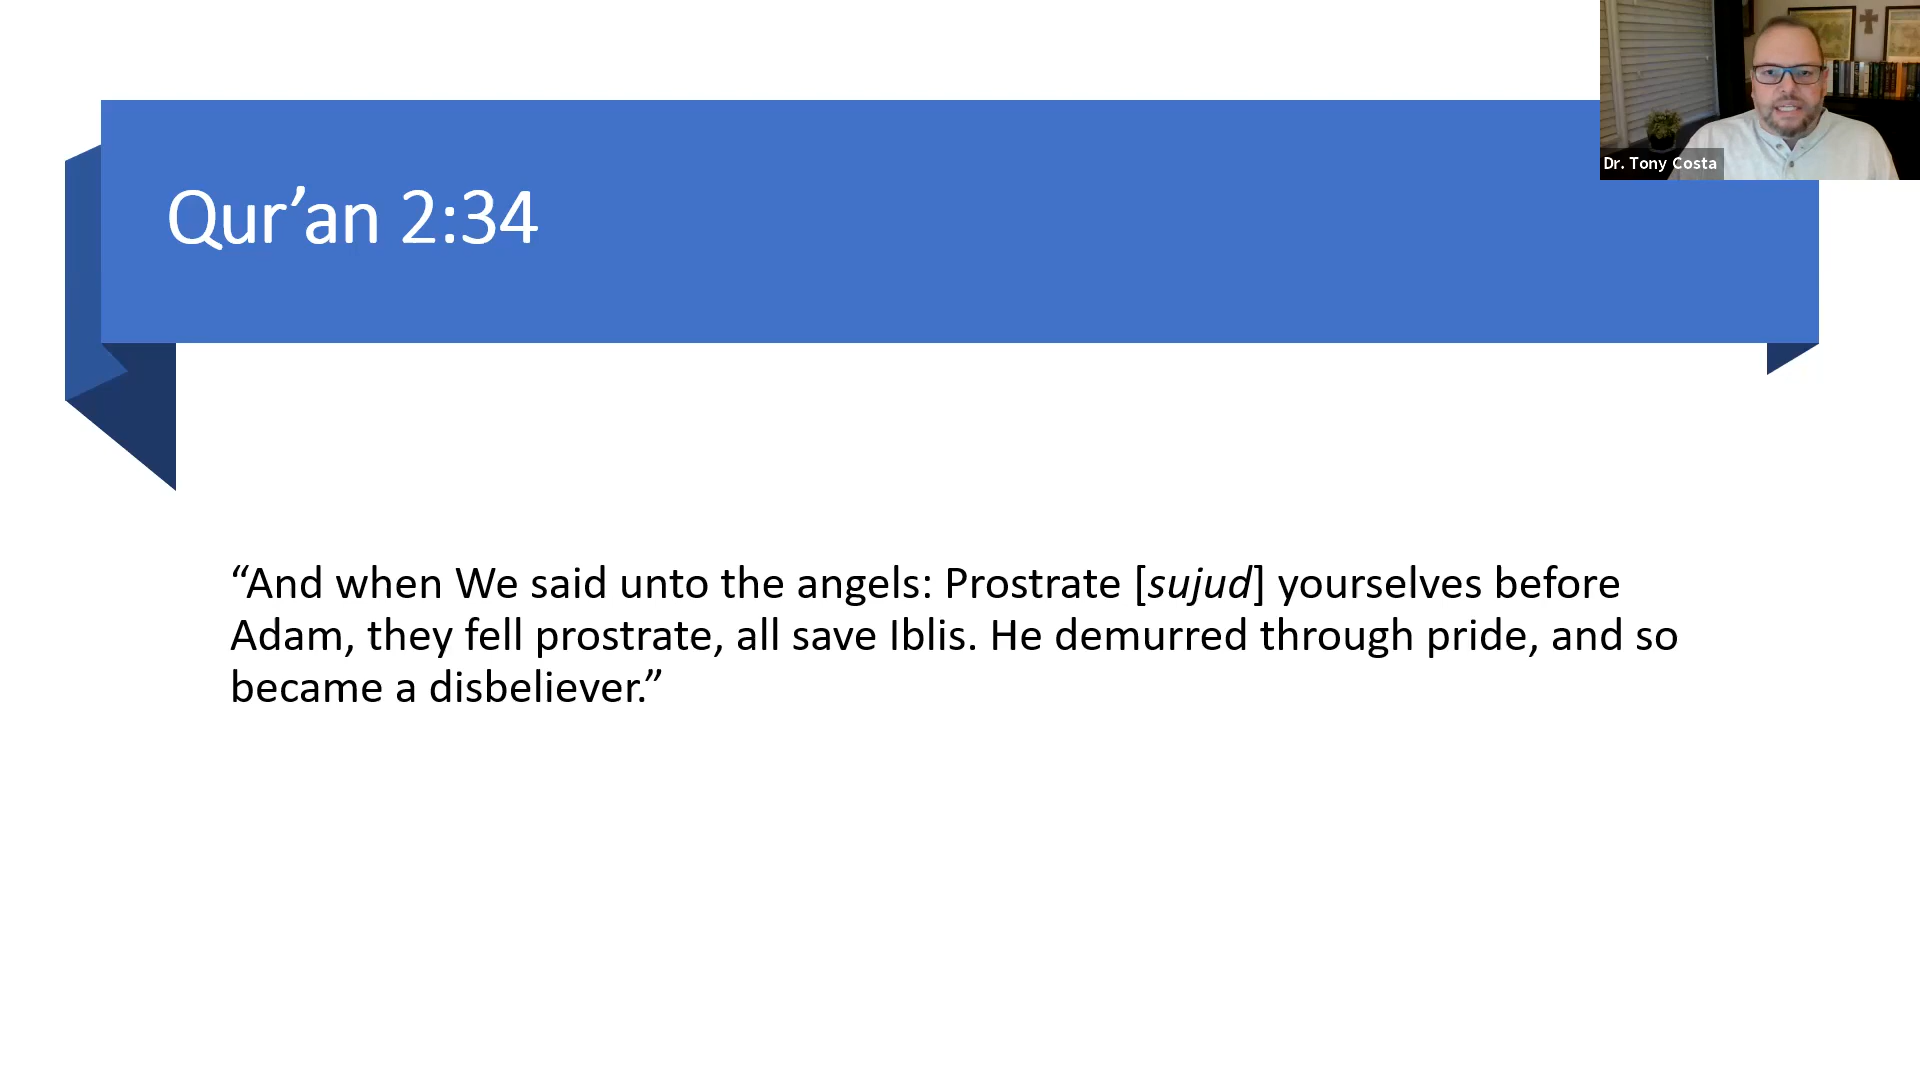 Qur’an 2:34
Dr. Tony Costa
“And when We said unto the angels: Prostrate [sujud] yourselves before
Adam, they fell prostrate, all save Iblis. He demurred through pride, and so
became a disbeliever.”